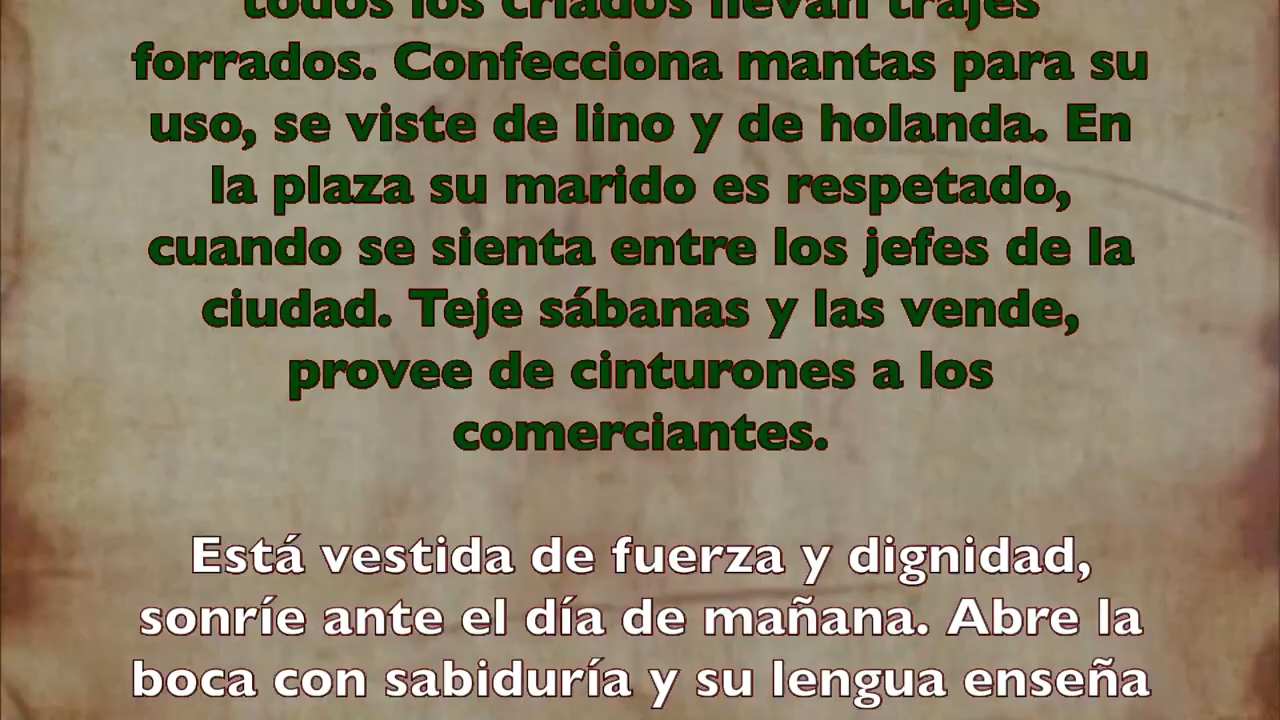 todos los criados llevan trajes
forrados. Confecciona mantas para su
uso, se viste de lino y de holanda. En
la plaza su marido es respetado,
cuando se sienta entre los jefes de la
ciudad. Teje sábanas y las vende,
provee de cinturones a los
comerciantes.
Está vestida de fuerza y dignidad,
sonríe ante el día de mañana. Abre la
boca con sabiduría y su lengua enseña